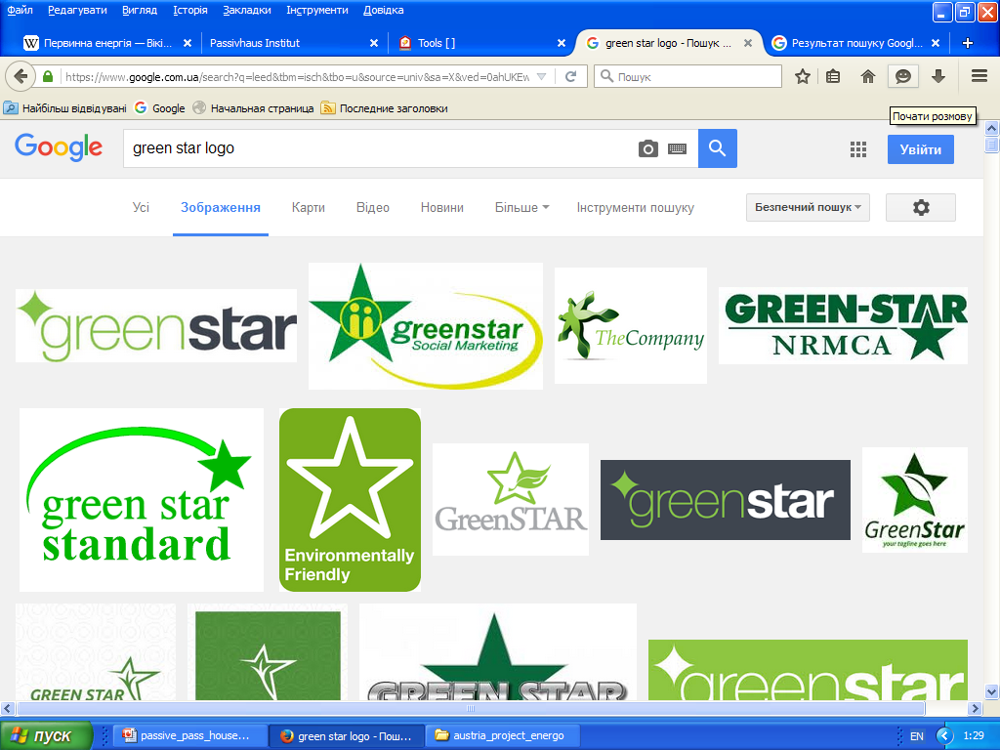 Файл Редагувати Вигляд Історія Закладки Інструменти Довідка
Первинна енергія — Вікі...
Passivhaus Institut
Tools [ ]
green star logo - Пошук ...
Результат пошуку Googl...
https://www.google.com.ua/search?q=leed&tbm=isch&tbo=u&source=univ&sa=X&ved=0ahUKEw
Пошук
Найбільш відвідувані Google Начальная страница Последние заголовки
Почати розмову
Google
green star logo
Увійти
Усі Зображення Карти Відео Новини Більше Інструменти пошуку
Безпечний пошук
greenstar
greenstar
Social Marketing
TheCompany
GREEN-STAR
NRMCA
green star
standard
Environmentally
Friendly
GreenSTAR
greenstar
GreenStar
your tagline goes here
GREEN STAR
GREEN STAR
greenstar
пуск
passive_pass_house...
green star logo - Пош...
austria_project_energo
EN
1:29